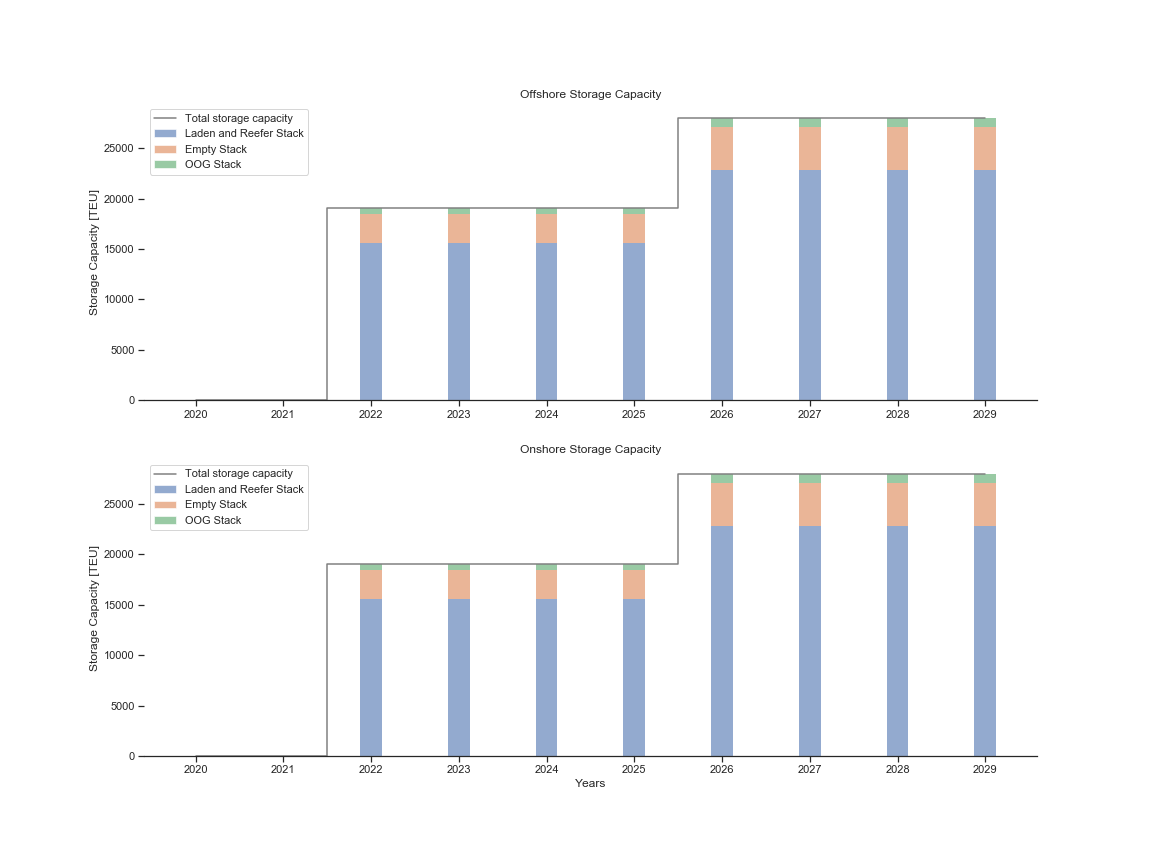 Offshore Storage Capacity
Total storage capacity
Laden and Reefer Stack
Empty Stack
OOG Stack
Storage Capacity [TEU]
25000
20000
15000
10000
5000
0
2020 2021 2022 2023 2024 2025 2026 2027 2028 2029
Onshore Storage Capacity
Total storage capacity
Laden and Reefer Stack
Empty Stack
OOG Stack
Storage Capacity [TEU]
25000
20000
15000
10000
5000
0
2020 2021 2022 2023 2024 2025 2026 2027 2028 2029
Years